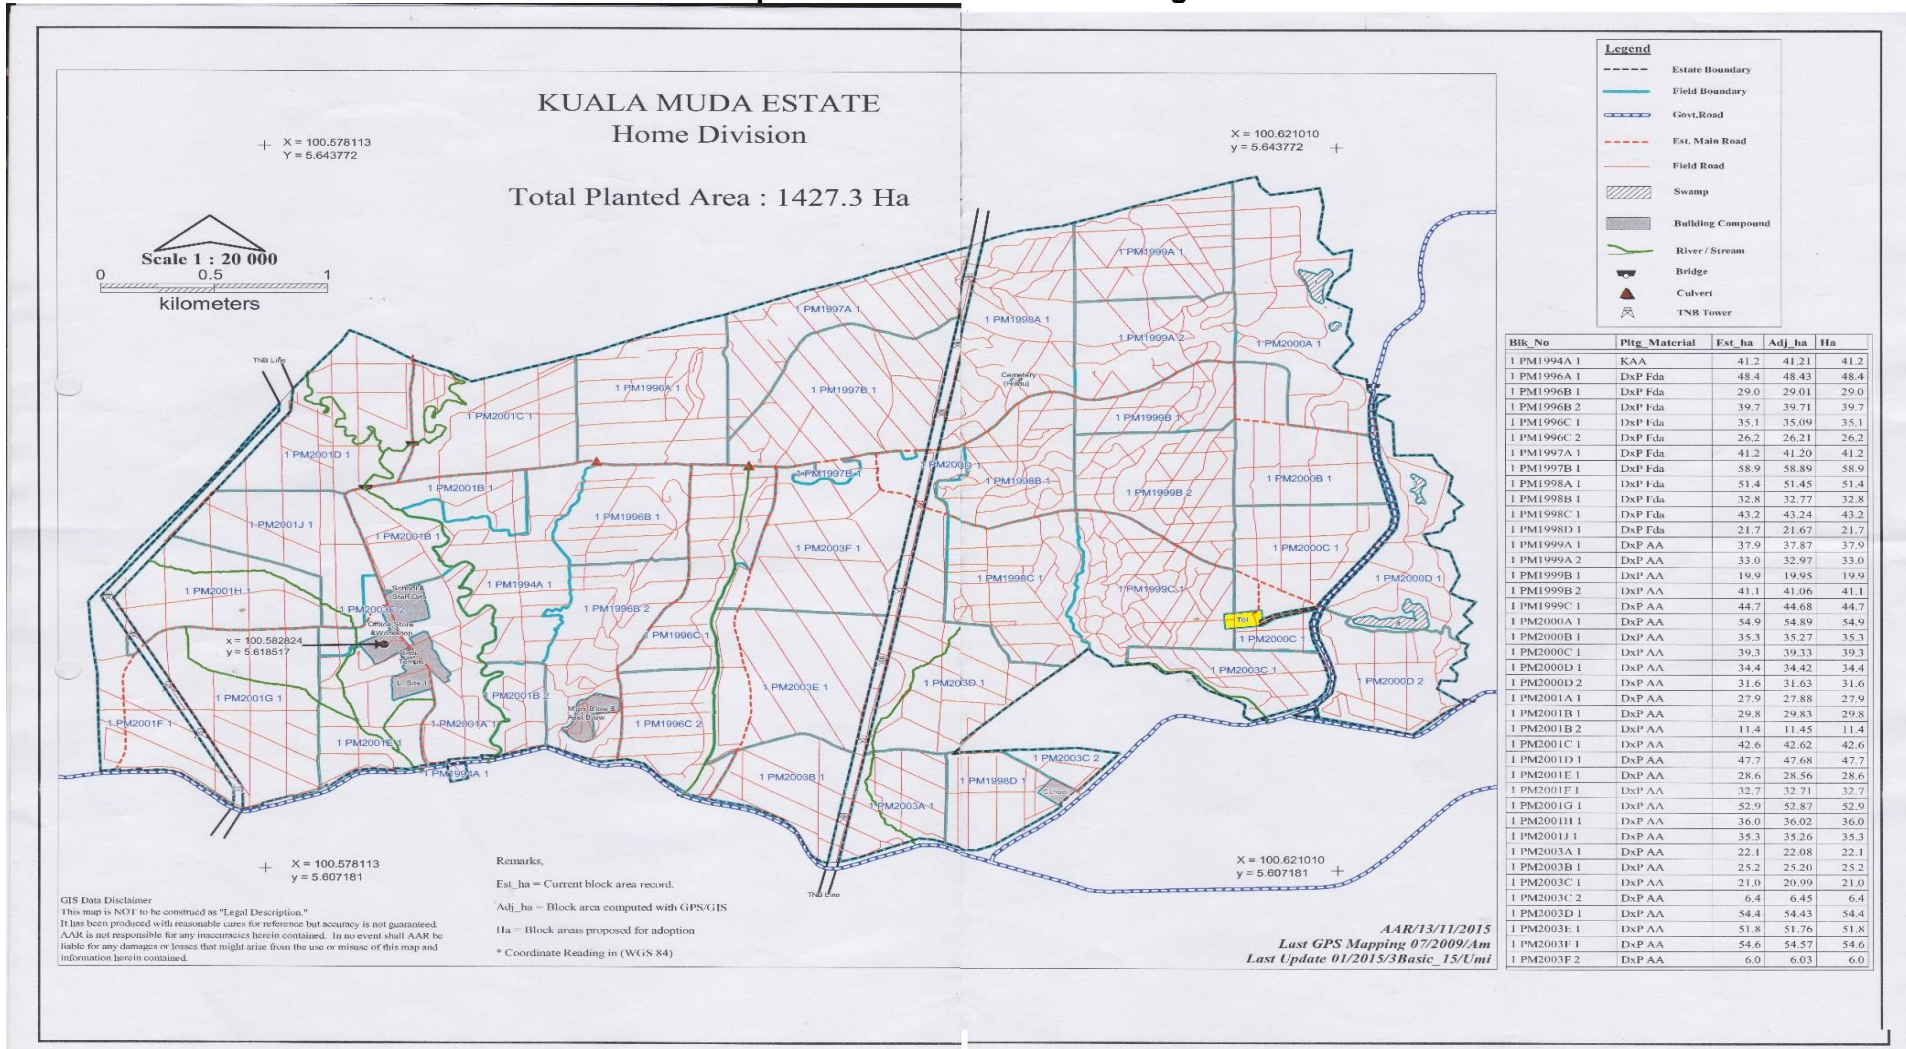 KUALA MUDA ESTATE
Home Division
Total Planted Area : 1427.3 Ha
X = 100.578113
Y = 5.643772
X = 100.621010
y = 5.643772
Scale 1 : 20 000
0 0.5 1
kilometers
TNB Line
1 PM1999A 1
1 PM1997A 1
1 PM1998A 1
1 PM1999A 2
1 PM2000A 1
Cemetery
(Hindu)
1 PM1996A 1
1 PM1997B 1
1 PM2001C 1
1 PM1999B 1
1 PM2001D 1
1 PM1997B 1
1 PM203D 1
1 PM1998B 1
1 PM2000B 1
1 PM2001B 1
1 PM1999B 2
1 PM2001J 1
1 PM1996B 1
1 PM2001B 1
1 PM2003F 1
1 PM2000C 1
1 PM1994A 1
1 PM1998C 1
1 PM2000D 1
1 PM2001H 1
School &
Staff Qrts
1 PM1999C 1
1 PM2003F 2
1 PM1996B 2
Office Store
&Workshop
Tol
1 PM1996C 1
1 PM2000C 1
x = 100.582824
y = 5.618517
Hindu
Temple
1 PM2003C 1
L. Site 1
1 PM2003E 1
1 PM203D 1
1 PM2000D 2
1 PM2001G 1
1 PM2001B 2
Mgrs B'low &
Asst B'low
1 PM2001F 1
1 PM2001A 1
1 PM1996C 2
1 PM2001E 1
1 PM2003C 2
1 PM1994A 1
1 PM2003B 1
1 PM1998D 1
School
1 PM2003A 1
TNB Line
X = 100.578113
y = 5.607181
X = 100.621010
y = 5.607181
Remarks,
Est_ha = Current block area record.
Adj_ha = Block area computed with GPS/GIS
Ha = Block areas proposed for adoption
* Coordinate Reading in (WGS 84)
GIS Data Disclaimer
This map is NOT to be construed as "Legal Description."
It has been produced with reasonable cares for reference but accuracy is not guaranteed.
AAR is not responsible for any inaccuracies herein contained. In no event shall AAR be
liable for any damages or losses that might arise from the use or misuse of this map and
information herein contained.
AAR/13/11/2015
Last GPS Mapping 07/2009/Am
Last Update 01/2015/3Basic_15/Umi
Legend
Estate Boundary
Field Boundary
Govt.Road
Est. Main Road
Field Road
Swamp
Building Compound
River / Stream
Bridge
Culvert
TNB Tower
Blk_No Pltg_Material Est_ha Adj_ha Ha
1 PM1994A 1 KAA 41.2 41.21 41.2
1 PM1996A 1 DxP Fda 48.4 48.43 48.4
1 PM1996B 1 DxP Fda 29.0 29.01 29.0
1 PM1996B 2 DxP Fda 39.7 39.71 39.7
1 PM1996C 1 DxP Fda 35.1 35.09 35.1
1 PM1996C 2 DxP Fda 26.2 26.21 26.2
1 PM1997A 1 DxP Fda 41.2 41.20 41.2
1 PM1997B 1 DxP Fda 58.9 58.89 58.9
1 PM1998A 1 DxP Fda 51.4 51.45 51.4
1 PM1998B 1 DxP Fda 32.8 32.77 32.8
1 PM1998C 1 DxP Fda 43.2 43.24 43.2
1 PM1998D 1 DxP Fda 21.7 21.67 21.7
1 PM1999A 1 DxP AA 37.9 37.87 37.9
1 PM1999A 2 DxP AA 33.0 32.97 33.0
1 PM1999B 1 DxP AA 19.9 19.95 19.9
1 PM1999B 2 DxP AA 41.1 41.06 41.1
1 PM1999C 1 DxP AA 44.7 44.68 44.7
1 PM2000A 1 DxP AA 54.9 54.89 54.9
1 PM2000B 1 DxP AA 35.3 35.27 35.3
1 PM2000C 1 DxP AA 39.3 39.33 39.3
1 PM2000D 1 DxP AA 34.4 34.42 34.4
1 PM2000D 2 DxP AA 31.6 31.63 31.6
1 PM2001A 1 DxP AA 27.9 27.88 27.9
1 PM2001B 1 DxP AA 29.8 29.83 29.8
1 PM2001B 2 DxP AA 11.4 11.45 11.4
1 PM2001C 1 DxP AA 42.6 42.62 42.6
1 PM2001D 1 DxP AA 47.7 47.68 47.7
1 PM2001E 1 DxP AA 28.6 28.56 28.6
1 PM2001F 1 DxP AA 32.7 32.71 32.7
1 PM2001G 1 DxP AA 52.9 52.87 52.9
1 PM2001H 1 DxP AA 36.0 36.02 36.0
1 PM2001J 1 DxP AA 35.3 35.26 35.3
1 PM2003A 1 DxP AA 22.1 22.08 22.1
1 PM2003B 1 DxP AA 25.2 25.20 25.2
1 PM2003C 1 DxP AA 21.0 20.99 21.0
1 PM2003C 2 DxP AA 6.4 6.45 6.4
1 PM2003D 1 DxP AA 54.4 54.43 54.4
1 PM2003E 1 DxP AA 51.8 51.76 51.8
1 PM2003F 1 DxP AA 54.6 54.57 54.6
1 PM2003F 2 DxP AA 6.0 6.03 6.0